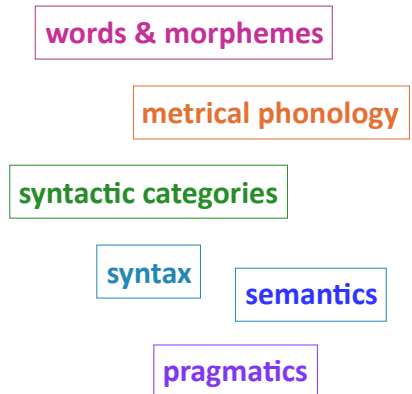 words & morphemes
metrical phonology
syntactic categories
syntax
semantics
pragmatics